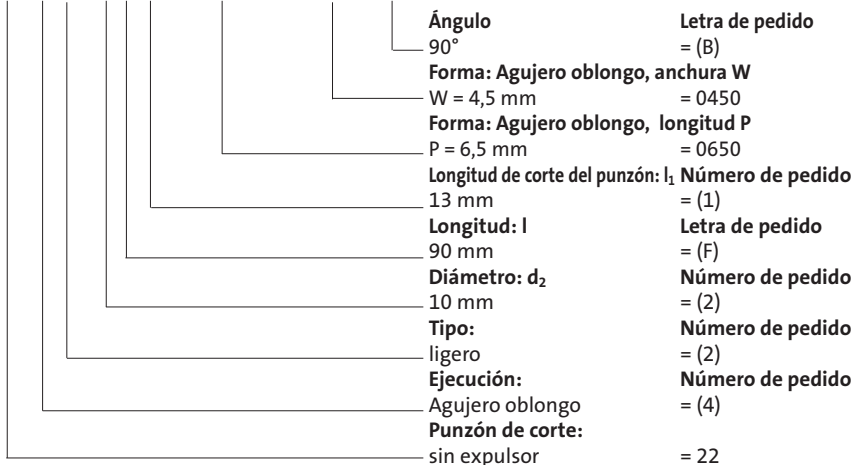 Ángulo Letra de pedido
90° = (B)
Forma: Agujero oblongo, anchura W
W = 4,5 mm = 0450
Forma: Agujero oblongo, longitud P
P = 6,5 mm = 0650
Longitud de corte del punzón: l₁ Número de pedido
13 mm = (1)
Longitud: l Letra de pedido
90 mm = (F)
Diámetro: d₂ Número de pedido
10 mm = (2)
Tipo: Número de pedido
ligero = (2)
Ejecución: Número de pedido
Agujero oblongo = (4)
Punzón de corte:
sin expulsor = 22